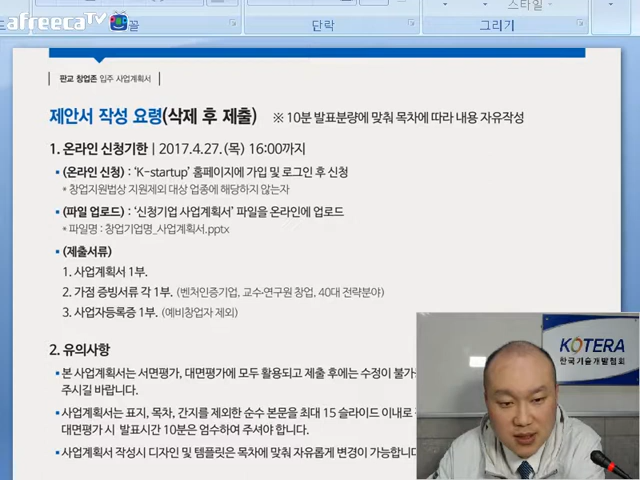 afreecaTV
꼴
단락
스타일
그리기
판교 창업존 입주 사업계획서
제안서 작성 요령(삭제 후 제출) ※ 10분 발표분량에 맞춰 목차에 따라 내용 자유작성
1. 온라인 신청기한 | 2017.4.27.(목) 16:00까지
▪ (온라인 신청) : ‘K-startup’ 홈페이지에 가입 및 로그인 후 신청
* 창업지원법상 지원제외 대상 업종에 해당하지 않는자
▪ (파일 업로드) : ‘신청기업 사업계획서’ 파일을 온라인에 업로드
* 파일명 : 창업기업명_사업계획서.pptx
▪ (제출서류)
1. 사업계획서 1부.
2. 가점 증빙서류 각 1부. (벤처인증기업, 교수·연구원 창업, 40대 전략분야)
3. 사업자등록증 1부. (예비창업자 제외)
2. 유의사항
▪ 본 사업계획서는 서면평가, 대면평가에 모두 활용되고 제출 후에는 수정이 불가
주시길 바랍니다.
▪ 사업계획서는 표지, 목차, 간지를 제외한 순수 본문을 최대 15 슬라이드 이내로
대면평가 시 발표시간 10분은 엄수하여 주셔야 합니다.
▪ 사업계획서 작성시 디자인 및 템플릿은 목차에 맞춰 자유롭게 변경이 가능합니다
KOTERA
한국기술개발협회